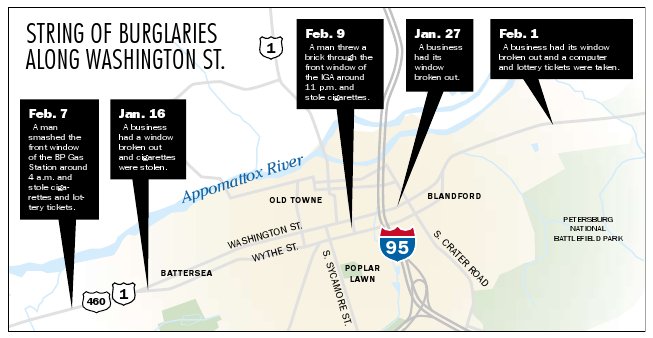 STRING OF BURGLARIES
ALONG WASHINGTON ST.
1
Feb. 9
A man threw a
brick through the
front window of
the IGA around
11 p.m. and
stole cigarettes.
Jan. 27
A business
had its
window
broken out.
Feb. 1
A business had its window
broken out and a computer
and lottery tickets were taken.
Feb. 7
A man
smashed the
front window
of the BP Gas
Station around
4 a.m. and
stole ciga-
rettes and lot-
tery tickets.
Jan. 16
A business
had a window
broken out
and cigarettes
were stolen.
Appomattox River
OLD TOWNE
BLANDFORD
PETERSBURG
NATIONAL
BATTLEFIELD PARK
WASHINGTON ST.
WYTHE ST.
95
S. CRATER ROAD
S. SYCAMORE ST.
POPLAR
LAWN
BATTERSEA
460
1